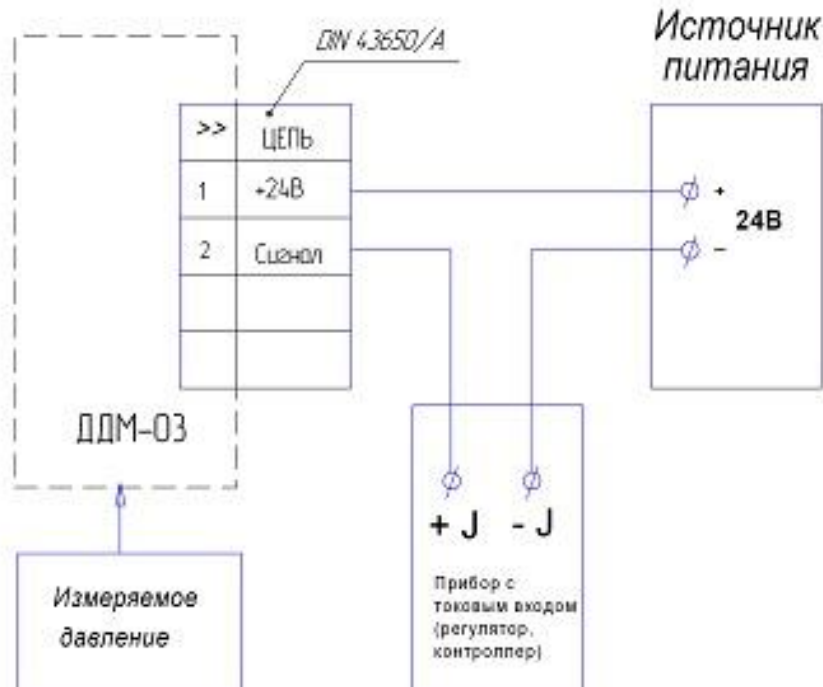 DIN 43650/A
Источник
питания
>> ЦЕПЬ
1 +24В
2 Сигнал
+
24В
–
ДДМ-03
+ J - J
Измеряемое
давление
Прибор с
токовым входом
(регулятор,
контроллер)